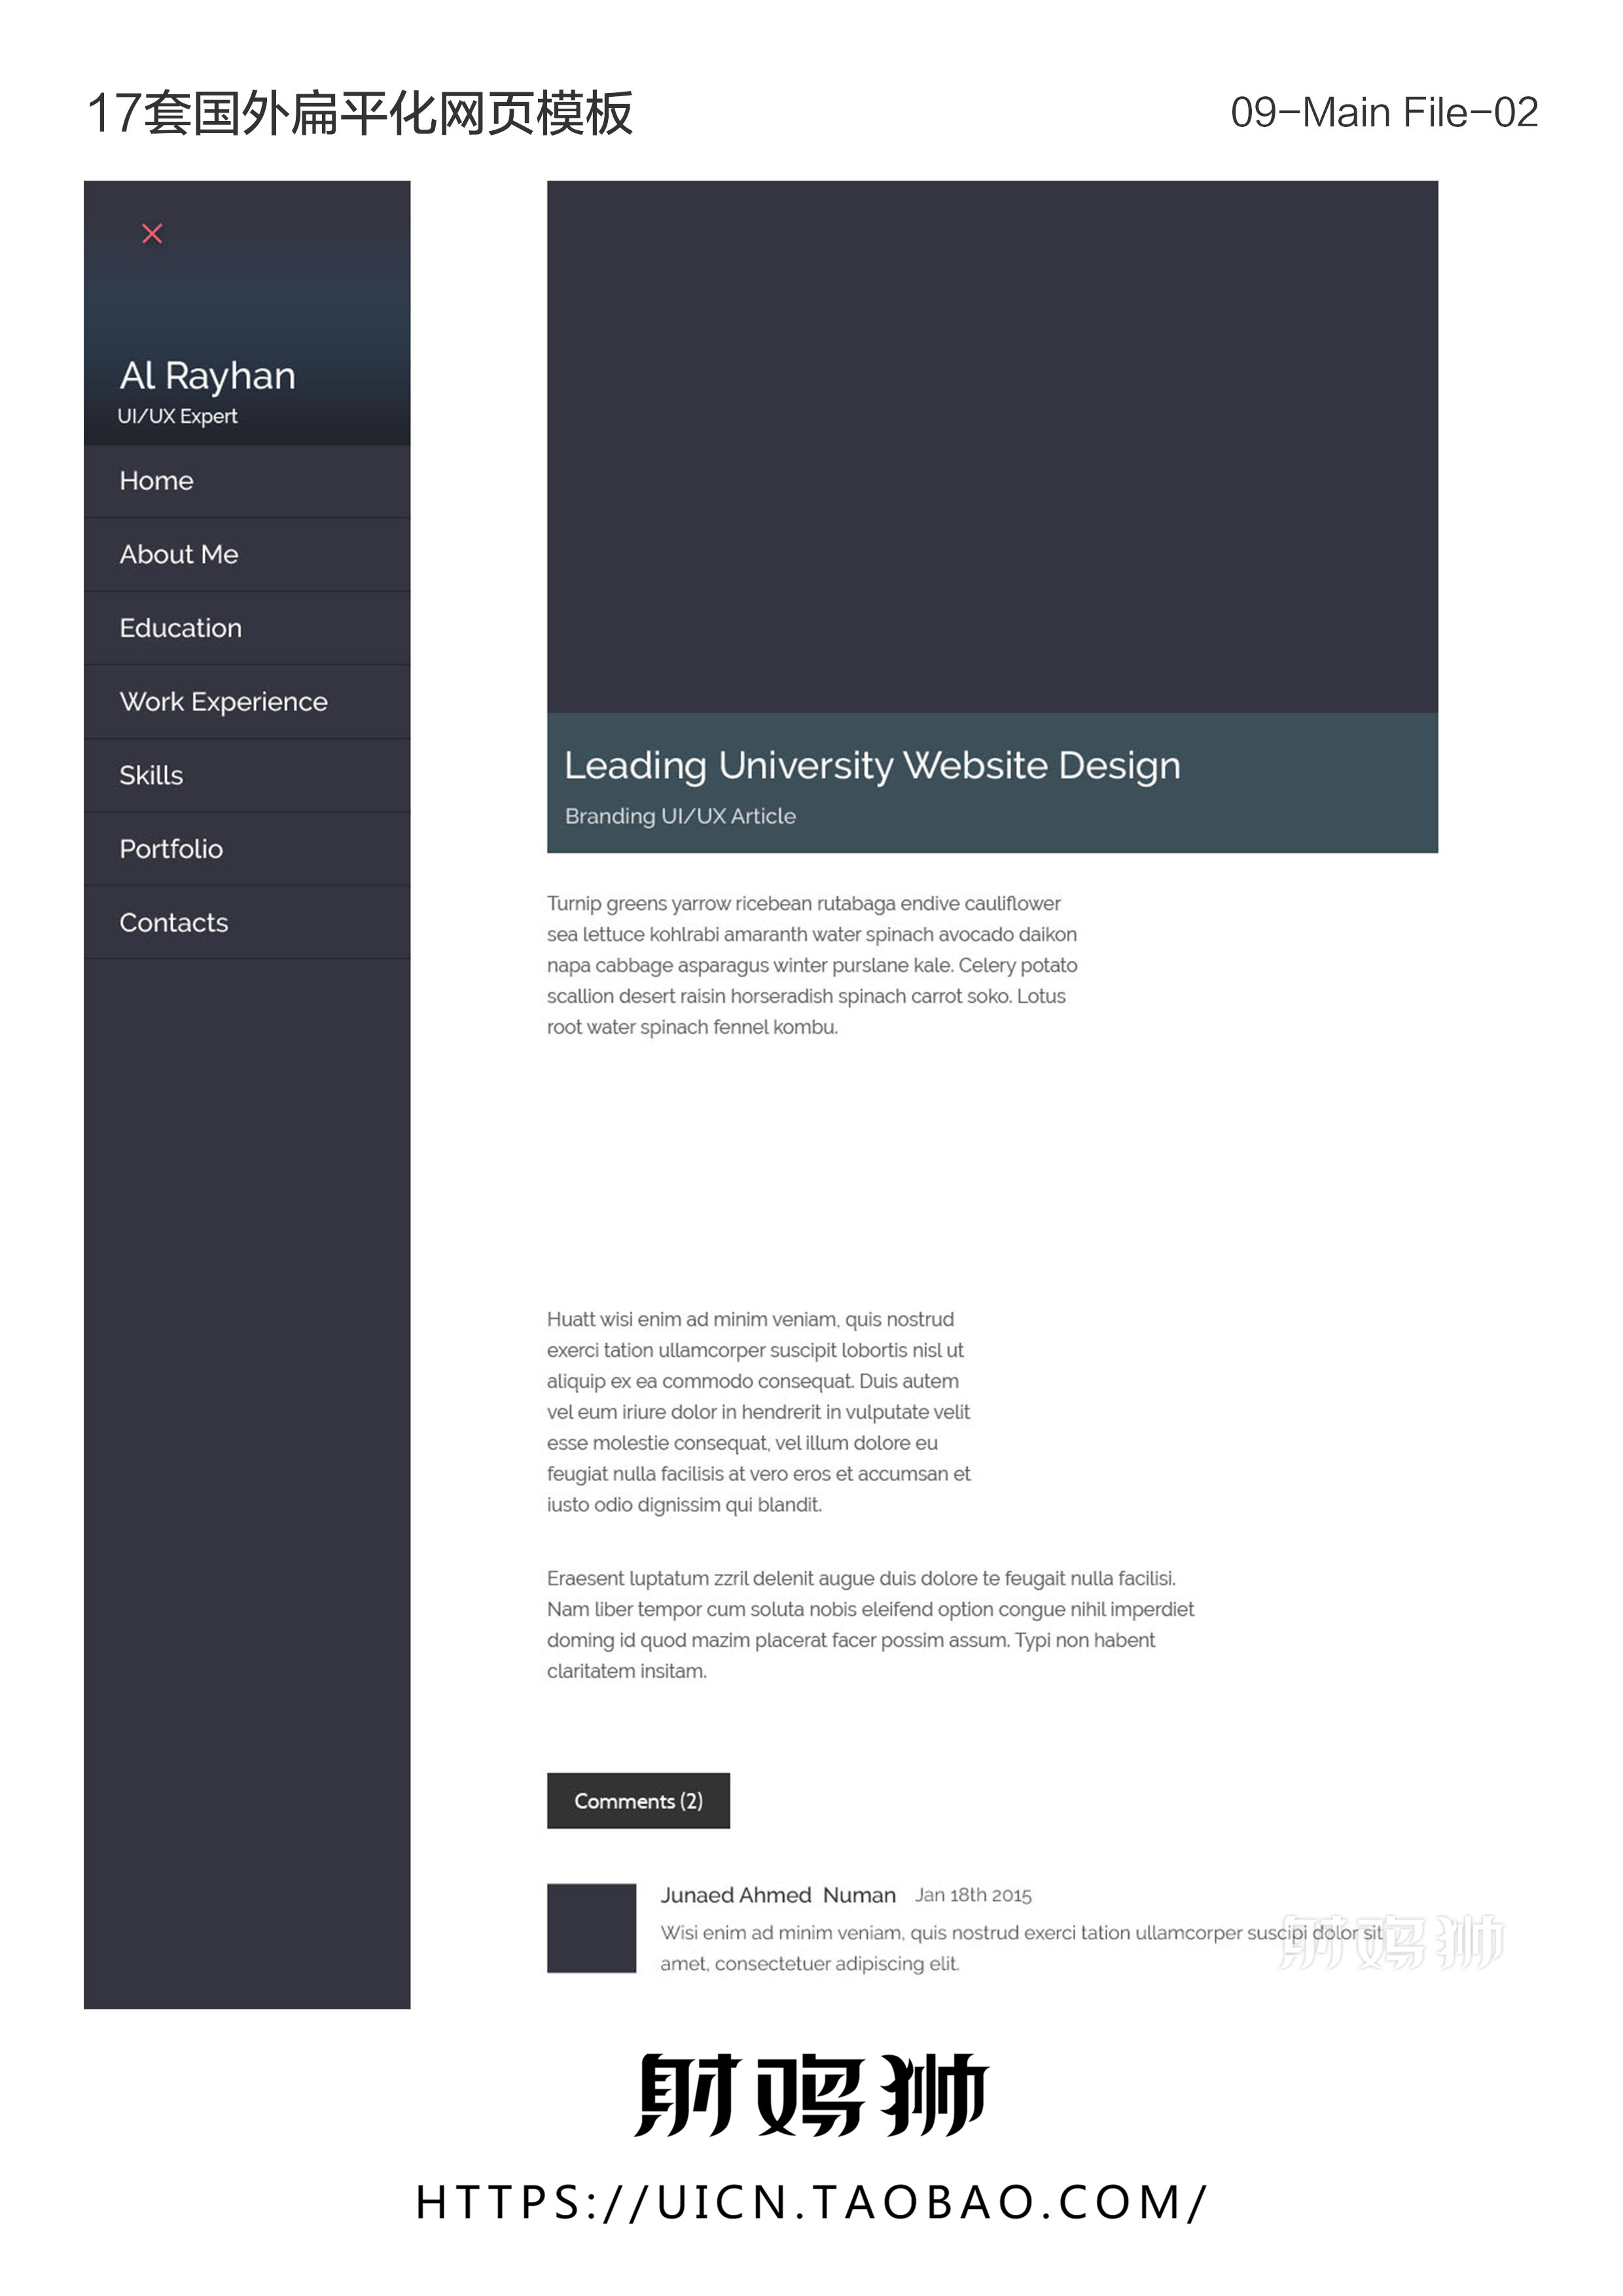 17套国外扁平化网页模板
09-Main File-02
Al Rayhan
UI/UX Expert
Home
About Me
Education
Work Experience
Skills
Portfolio
Contacts
Leading University Website Design
Branding UI/UX Article
Turnip greens yarrow ricebean rutabaga endive cauliflower
sea lettuce kohlrabi amaranth water spinach avocado daikon
napa cabbage asparagus winter purslane kale. Celery potato
scallion desert raisin horseradish spinach carrot soko. Lotus
root water spinach fennel kombu.
Huatt wisi enim ad minim veniam, quis nostrud
exerci tation ullamcorper suscipit lobortis nisl ut
aliquip ex ea commodo consequat. Duis autem
vel eum iriure dolor in hendrerit in vulputate velit
esse molestie consequat, vel illum dolore eu
feugiat nulla facilisis at vero eros et accumsan et
iusto odio dignissim qui blandit.
Eraesent luptatum zzril delenit augue duis dolore te feugait nulla facilisi.
Nam liber tempor cum soluta nobis eleifend option congue nihil imperdiet
doming id quod mazim placerat facer possim assum. Typi non habent
claritatem insitam.
Comments (2)
Junaed Ahmed Numan Jan 18th 2015
Wisi enim ad minim veniam, quis nostrud exerci tation ullamcorper suscipi dolor sit
amet, consectetuer adipiscing elit.
HTTPS://UICN.TAOBAO.COM/